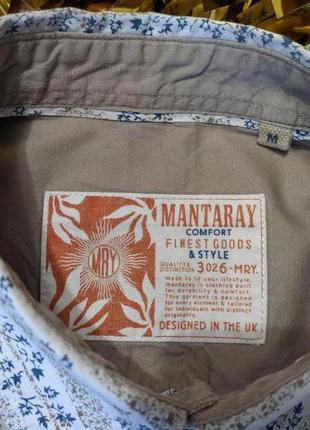 M
MANTARAY
COMFORT
FINEST GOODS
& STYLE
QUALITY &
DISTINCTION 3026-MRY.
Made to fit your lifestyle,
mantaray is clothing built
for durability & comfort.
This garment is designed
for every element & tailored
for individuals with distinct
originality.
DESIGNED IN THE UK
MRY